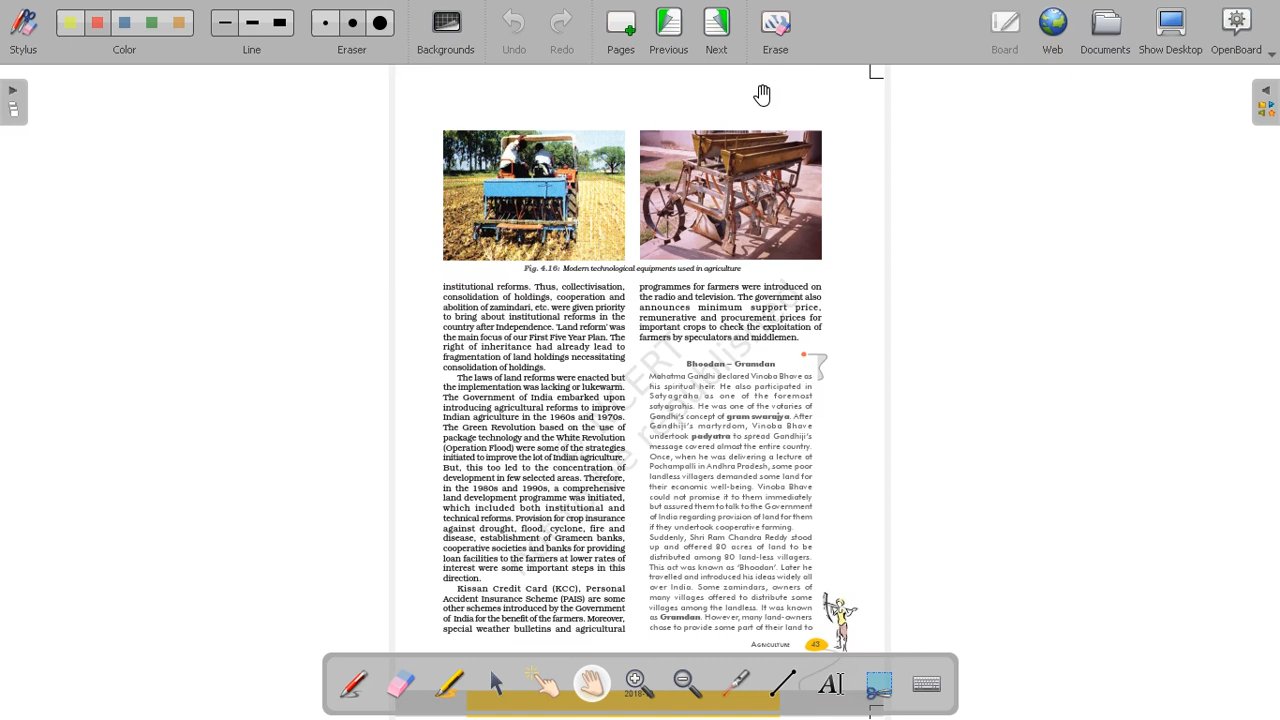 Stylus
Color
Line
Eraser
Backgrounds
Undo
Redo
Pages
Previous
Next
Erase
Board
Web
Documents
Show Desktop
OpenBoard
Fig. 4.16: Modern technological equipments used in agriculture
institutional reforms. Thus, collectivisation,
consolidation of holdings, cooperation and
abolition of zamindari, etc. were given priority
to bring about institutional reforms in the
country after Independence. 'Land reform' was
the main focus of our First Five Year Plan. The
right of inheritance had already lead to
fragmentation of land holdings necessitating
consolidation of holdings.
The laws of land reforms were enacted but
the implementation was lacking or lukewarm.
The Government of India embarked upon
introducing agricultural reforms to improve
Indian agriculture in the 1960s and 1970s.
The Green Revolution based on the use of
package technology and the White Revolution
(Operation Flood) were some of the strategies
initiated to improve the lot of Indian agriculture.
But, this too led to the concentration of
development in few selected areas. Therefore,
in the 1980s and 1990s, a comprehensive
land development programme was initiated,
which included both institutional and
technical reforms. Provision for crop insurance
against drought, flood, cyclone, fire and
disease, establishment of Grameen banks,
cooperative societies and banks for providing
loan facilities to the farmers at lower rates of
interest were some important steps in this
direction.
Kissan Credit Card (KCC), Personal
Accident Insurance Scheme (PAIS) are some
other schemes introduced by the Government
of India for the benefit of the farmers. Moreover,
special weather bulletins and agricultural
programmes for farmers were introduced on
the radio and television. The government also
announces minimum support price,
remunerative and procurement prices for
important crops to check the exploitation of
farmers by speculators and middlemen.
Bhoodan – Gramdan
Mahatma Gandhi declared Vinoba Bhave as
his spiritual heir. He also participated in
Satyagraha as one of the foremost
satyagrahis. He was one of the votaries of
Gandhi's concept of gram swarajya. After
Gandhiji's martyrdom, Vinoba Bhave
undertook padyatra to spread Gandhiji's
message covered almost the entire country.
Once, when he was delivering a lecture at
Pochampalli in Andhra Pradesh, some poor
landless villagers demanded some land for
their economic well-being. Vinoba Bhave
could not promise it to them immediately
but assured them to talk to the Government
of India regarding provision of land for them
if they undertook cooperative farming.
Suddenly, Shri Ram Chandra Reddy stood
up and offered 80 acres of land to be
distributed among 80 land-less villagers.
This act was known as 'Bhoodan'. Later he
travelled and introduced his ideas widely all
over India. Some zamindars, owners of
many villages offered to distribute some
villages among the landless. It was known
as Gramdan. However, many land-owners
chose to provide some part of their land to
Agriculture 43